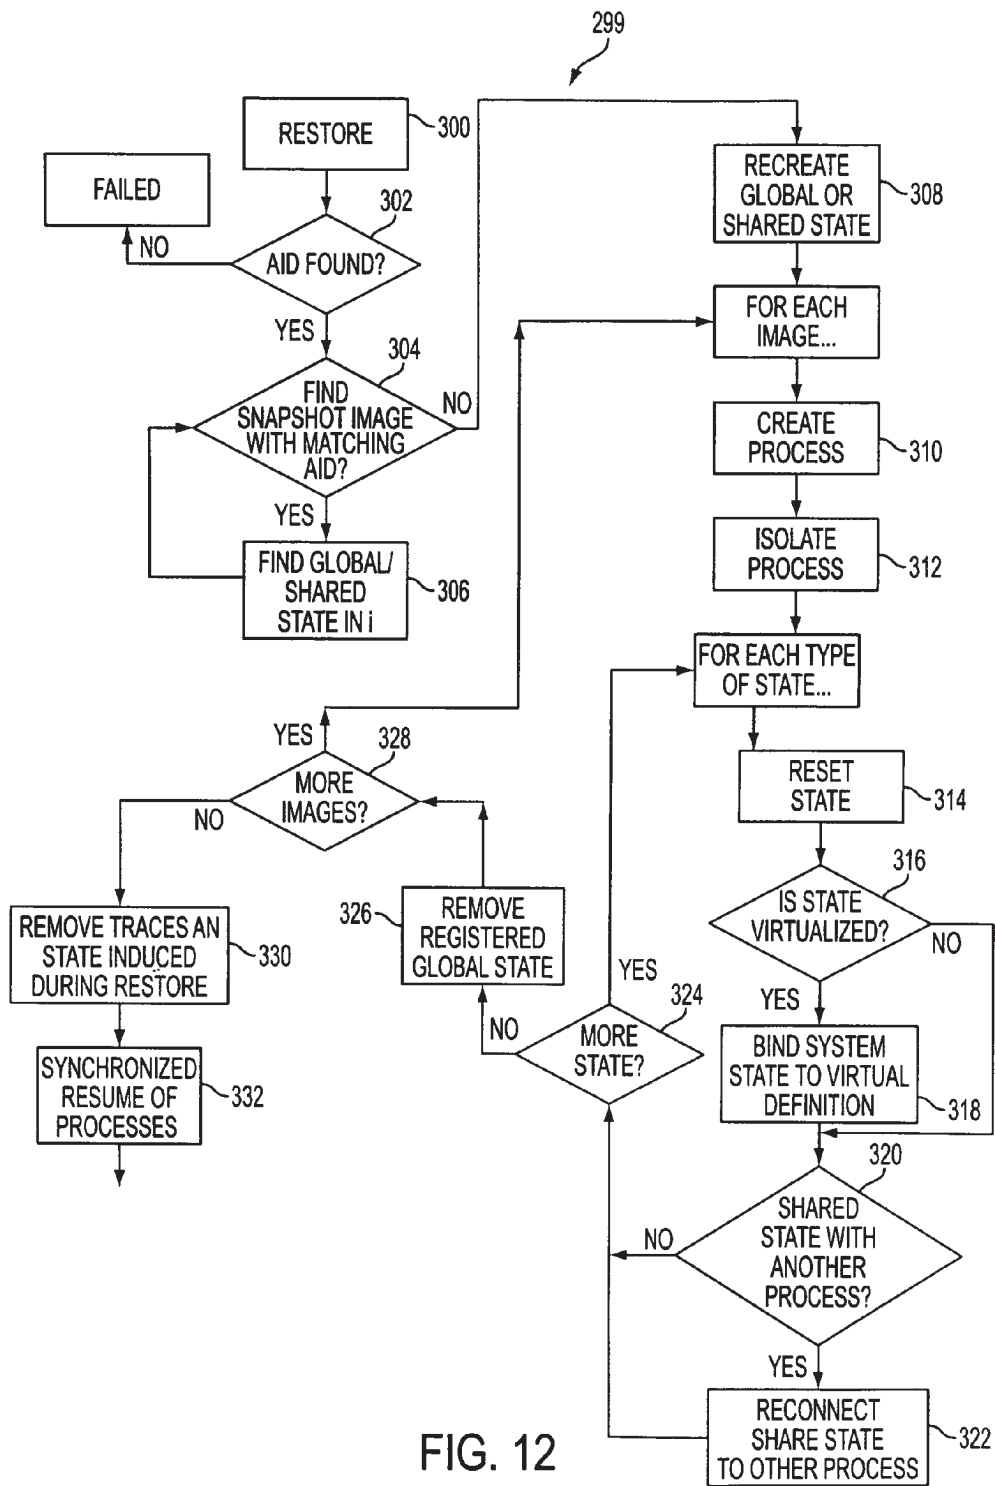 299
RESTORE
300
FAILED
302
NO
AID FOUND?
YES
304
FIND
SNAPSHOT IMAGE
WITH MATCHING
AID?
NO
YES
FIND GLOBAL/
SHARED
STATE IN i
306
RECREATE
GLOBAL OR
SHARED STATE
308
FOR EACH
IMAGE...
CREATE
PROCESS
310
ISOLATE
PROCESS
312
FOR EACH TYPE
OF STATE...
RESET
STATE
314
316
IS STATE
VIRTUALIZED?
NO
YES
BIND SYSTEM
STATE TO VIRTUAL
DEFINITION
318
320
SHARED
STATE WITH
ANOTHER
PROCESS?
NO
YES
RECONNECT
SHARE STATE
TO OTHER PROCESS
322
YES
324
MORE
STATE?
NO
326
REMOVE
REGISTERED
GLOBAL STATE
YES
328
MORE
IMAGES?
NO
REMOVE TRACES AN
STATE INDUCED
DURING RESTORE
330
SYNCHRONIZED
RESUME OF
PROCESSES
332
FIG. 12